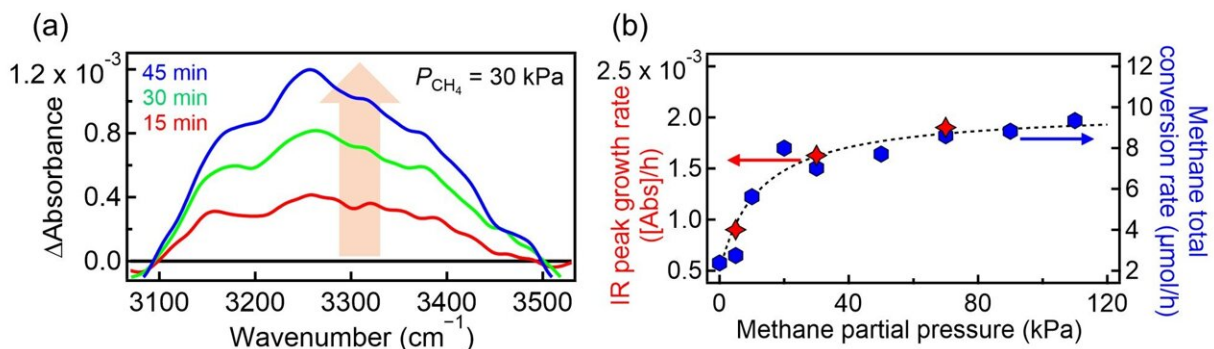 (a)
1.2 x 10⁻³
0.8
0.4
0.0
ΔAbsorbance
45 min
30 min
15 min
P_CH₄ = 30 kPa
3100 3200 3300 3400 3500
Wavenumber (cm⁻¹)
(b)
2.5 x 10⁻³
2.0
1.5
1.0
0.5
IR peak growth rate
([Abs]/h)
12
10
8
6
4
2
Methane total
conversion rate (μmol/h)
0 40 80 120
Methane partial pressure (kPa)